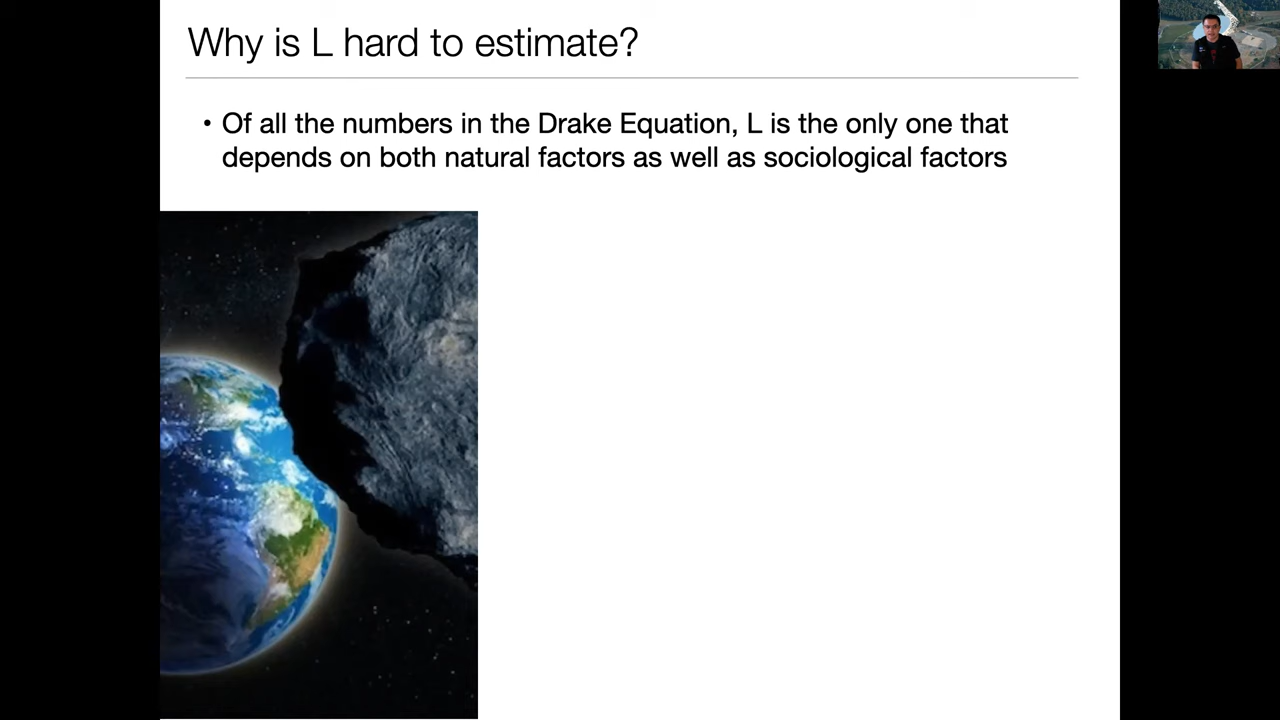 Why is L hard to estimate?
• Of all the numbers in the Drake Equation, L is the only one that
depends on both natural factors as well as sociological factors